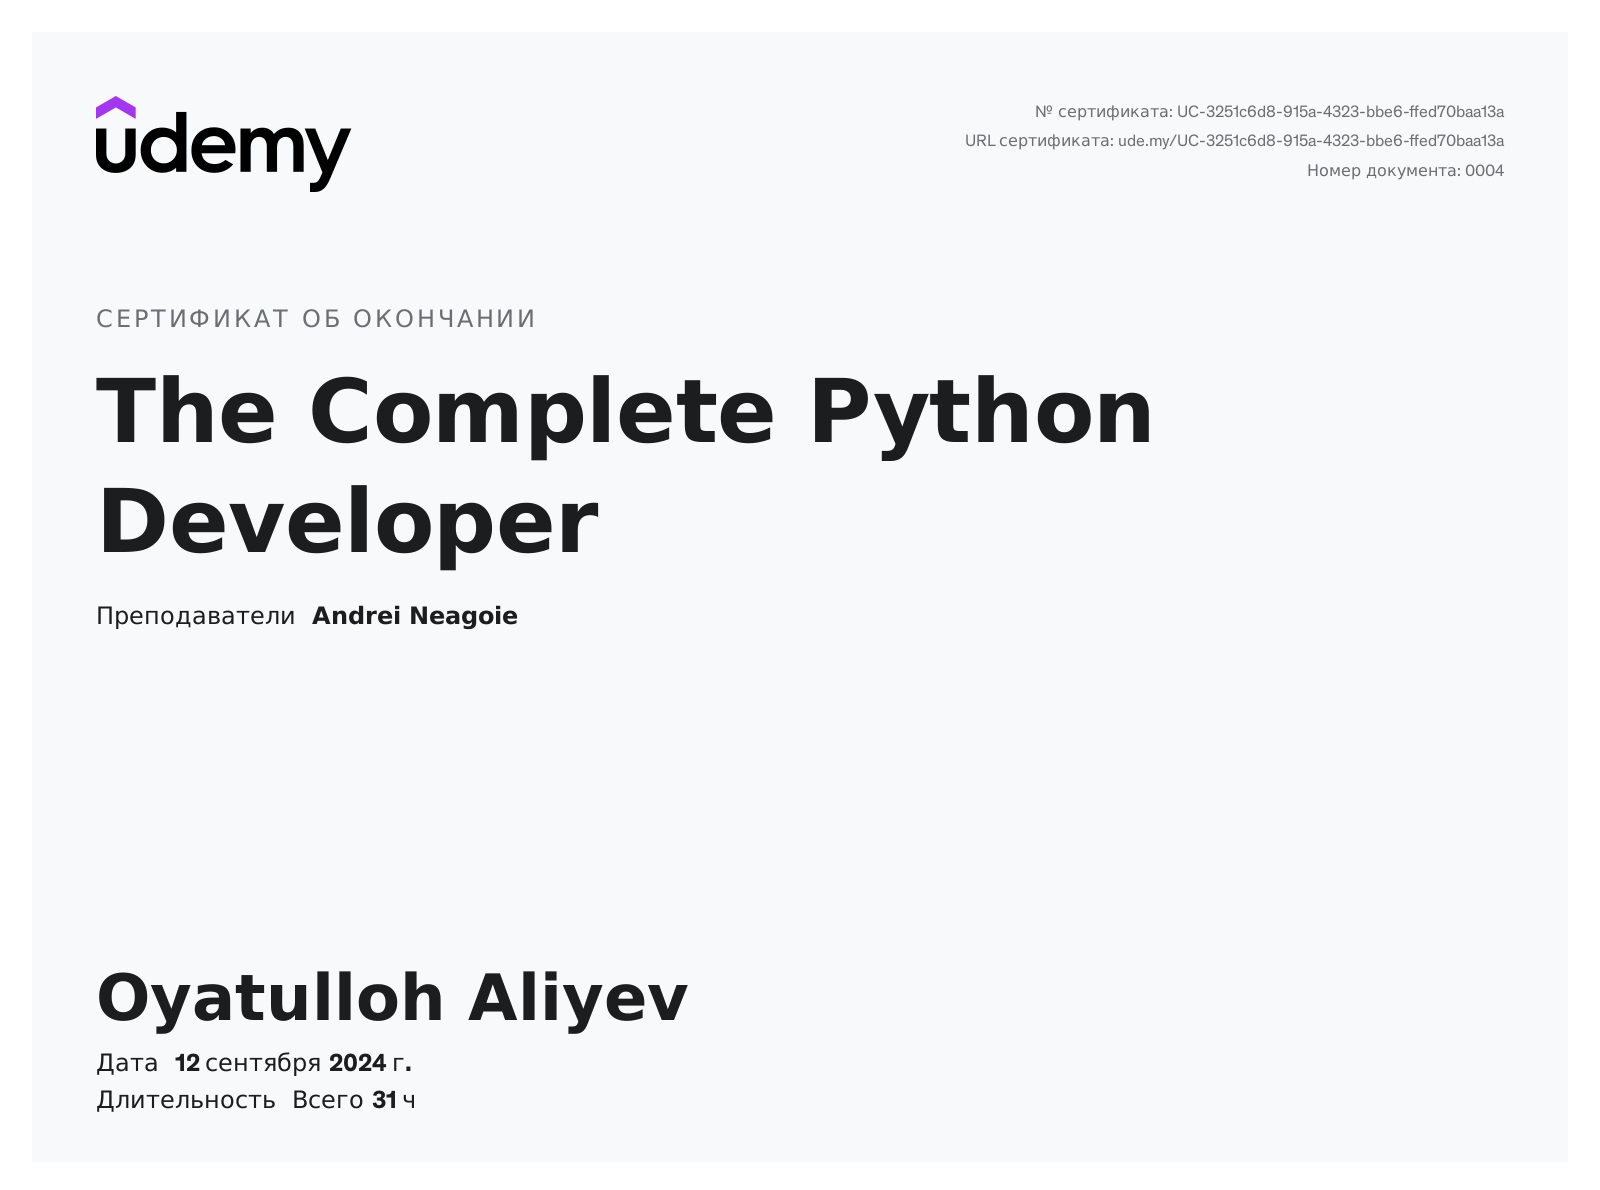 udemy
№ сертификата: UC-3251c6d8-915a-4323-bbe6-ffed70baa13a
URL сертификата: ude.my/UC-3251c6d8-915a-4323-bbe6-ffed70baa13a
Номер документа: 0004
СЕРТИФИКАТ ОБ ОКОНЧАНИИ
The Complete Python
Developer
Преподаватели Andrei Neagoie
Oyatulloh Aliyev
Дата 12 сентября 2024 г.
Длительность Всего 31 ч